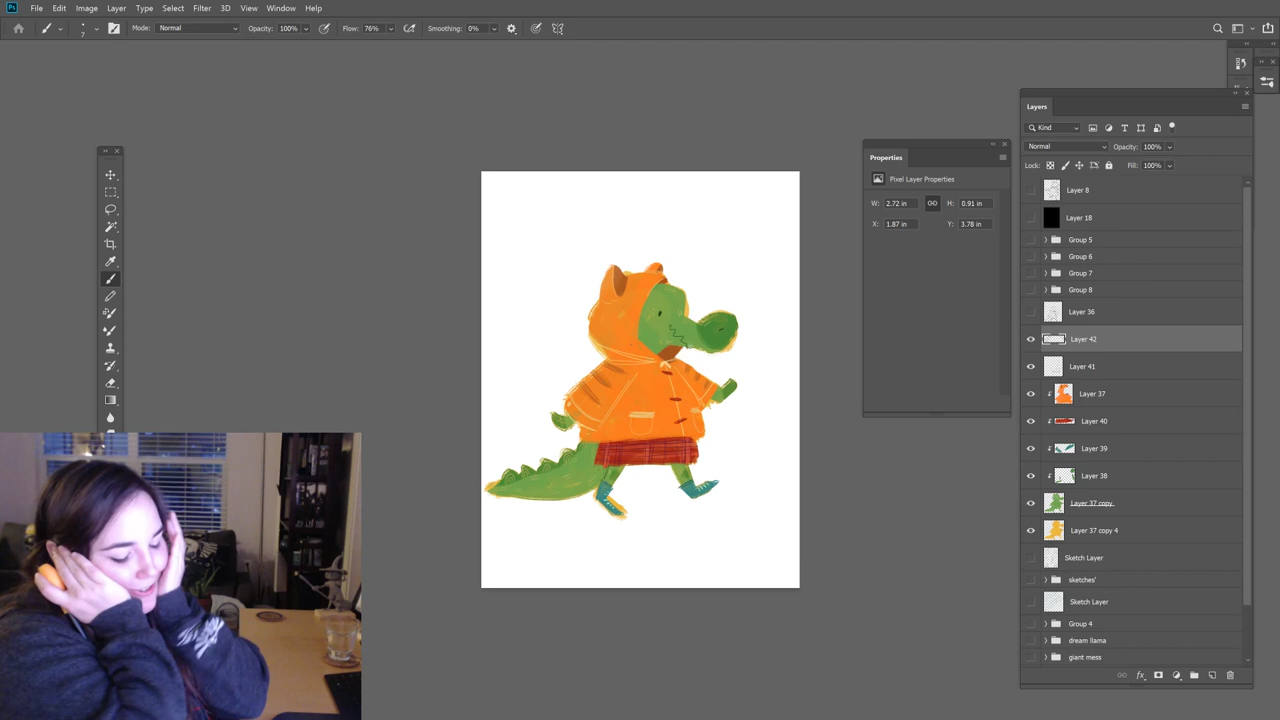 Ps File Edit Image Layer Type Select Filter 3D View Window Help
7 Mode: Normal Opacity: 100% Flow: 76% Smoothing: 0%
Properties
Pixel Layer Properties
W: 2.72 in H: 0.91 in
X: 1.87 in Y: 3.78 in
Layers
Kind
Normal Opacity: 100%
Lock: Fill: 100%
Layer 8
Layer 18
Group 5
Group 6
Group 7
Group 8
Layer 36
Layer 42
Layer 41
Layer 37
Layer 40
Layer 39
Layer 38
Layer 37 copy
Layer 37 copy 4
Sketch Layer
sketches'
Sketch Layer
Group 4
dream llama
giant mess
fx